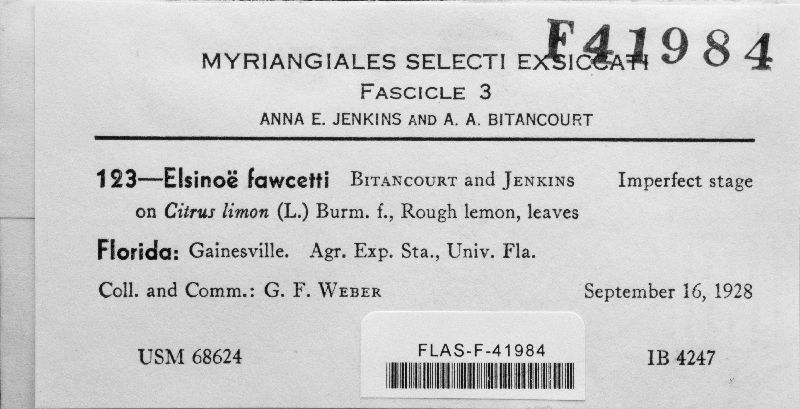 F41984
MYRIANGIALES SELECTI EXSICCATI
FASCICLE 3
ANNA E. JENKINS AND A. A. BITANCOURT
123—Elsinoë fawcetti BITANCOURT and JENKINS Imperfect stage
on Citrus limon (L.) Burm. f., Rough lemon, leaves
Florida: Gainesville. Agr. Exp. Sta., Univ. Fla.
Coll. and Comm.: G. F. WEBER September 16, 1928
USM 68624 FLAS-F-41984 IB 4247